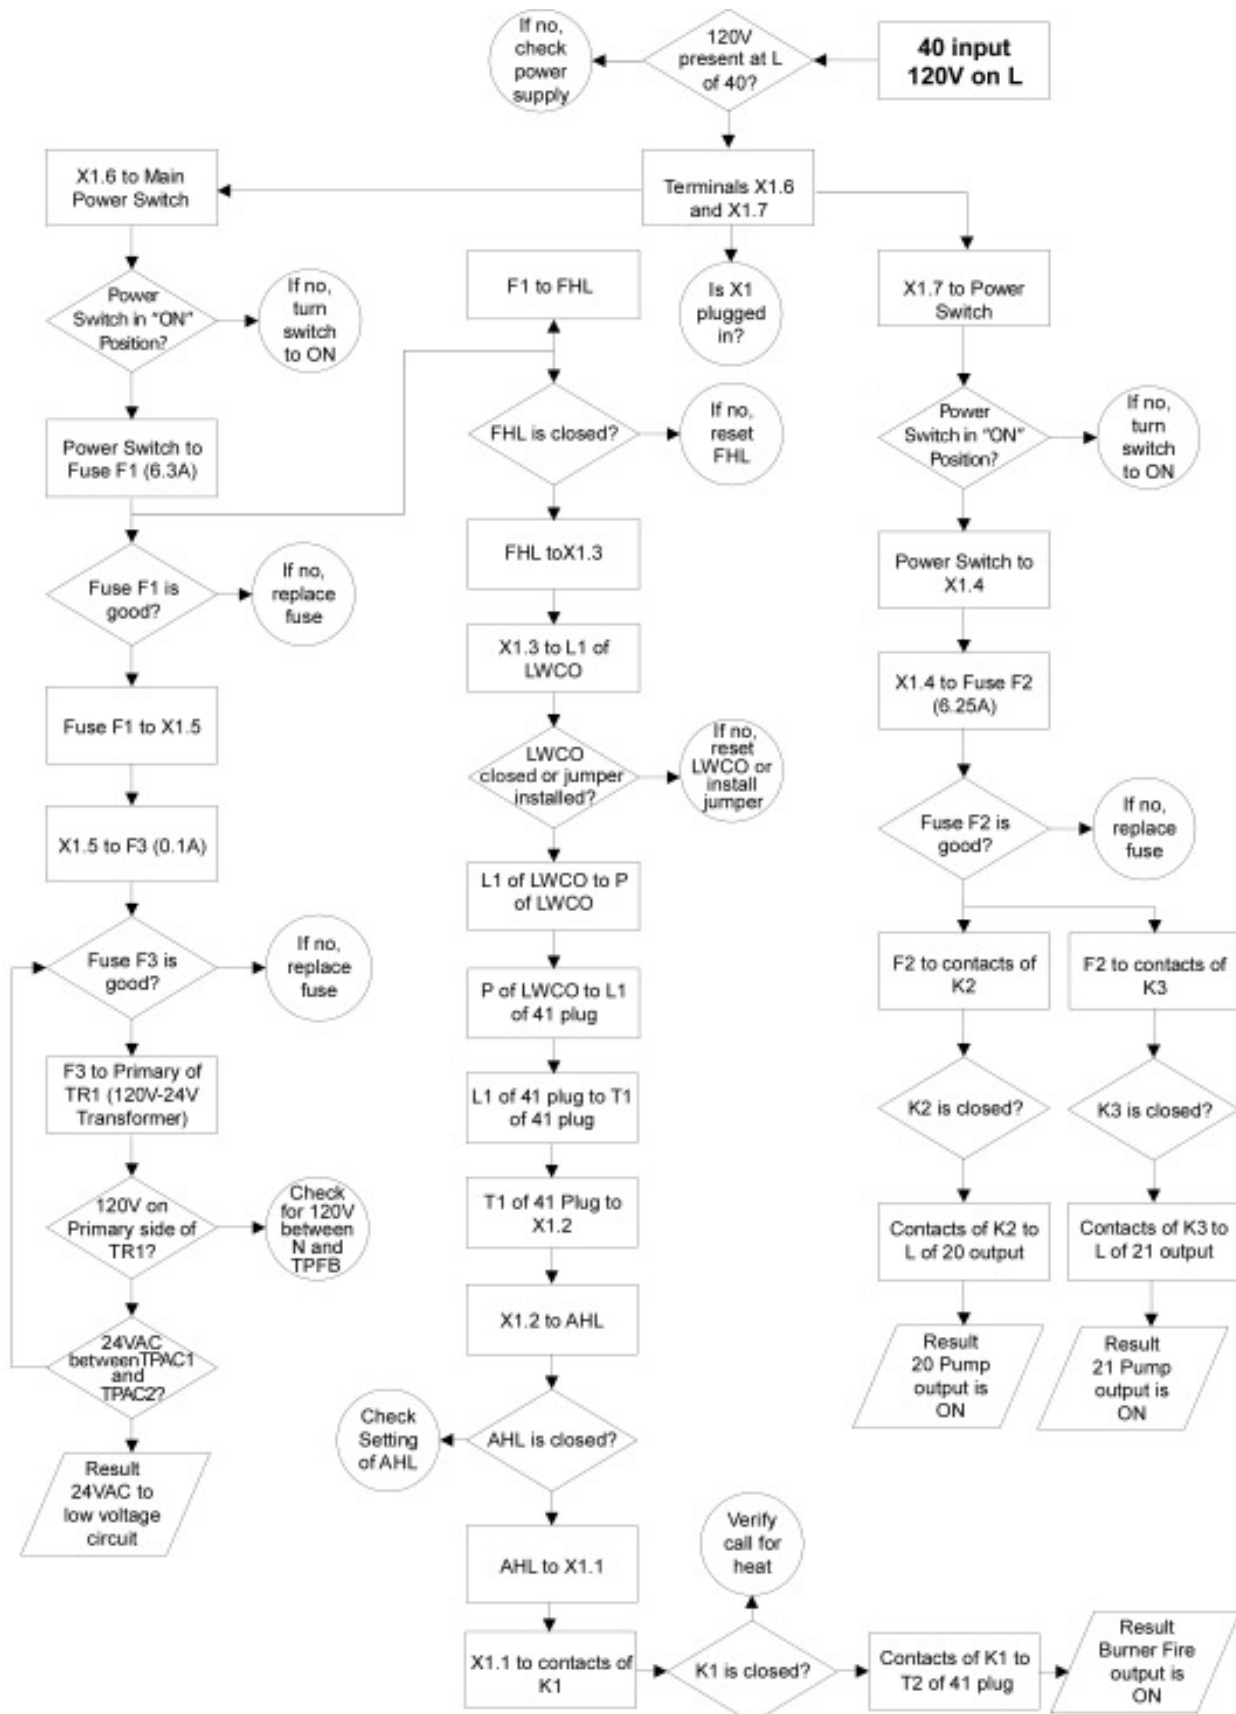 40 input
120V on L
120V
present at L
of 40?
If no,
check
power
supply
Terminals X1.6
and X1.7
X1.6 to Main
Power Switch
Power
Switch in “ON”
Position?
If no,
turn
switch
to ON
Power Switch to
Fuse F1 (6.3A)
Fuse F1 is
good?
If no,
replace
fuse
Fuse F1 to X1.5
X1.5 to F3 (0.1A)
Fuse F3 is
good?
If no,
replace
fuse
F3 to Primary of
TR1 (120V-24V
Transformer)
120V on
Primary side of
TR1?
Check
for 120V
between
N and
TPFB
24VAC
betweenTPAC1
and
TPAC2?
Result
24VAC to
low voltage
circuit
F1 to FHL
Is X1
plugged
in?
FHL is closed?
If no,
reset
FHL
FHL toX1.3
X1.3 to L1 of
LWCO
LWCO
closed or jumper
installed?
If no,
reset
LWCO or
install
jumper
L1 of LWCO to P
of LWCO
P of LWCO to L1
of 41 plug
L1 of 41 plug to T1
of 41 plug
T1 of 41 Plug to
X1.2
X1.2 to AHL
AHL is closed?
Check
Setting
of AHL
AHL to X1.1
X1.1 to contacts of
K1
K1 is closed?
Verify
call for
heat
Contacts of K1 to
T2 of 41 plug
Result
Burner Fire
output is
ON
X1.7 to Power
Switch
Power
Switch in “ON”
Position?
If no,
turn
switch
to ON
Power Switch to
X1.4
X1.4 to Fuse F2
(6.25A)
Fuse F2 is
good?
If no,
replace
fuse
F2 to contacts of
K2
K2 is closed?
Contacts of K2 to
L of 20 output
Result
20 Pump
output is
ON
F2 to contacts of
K3
K3 is closed?
Contacts of K3 to
L of 21 output
Result
21 Pump
output is
ON